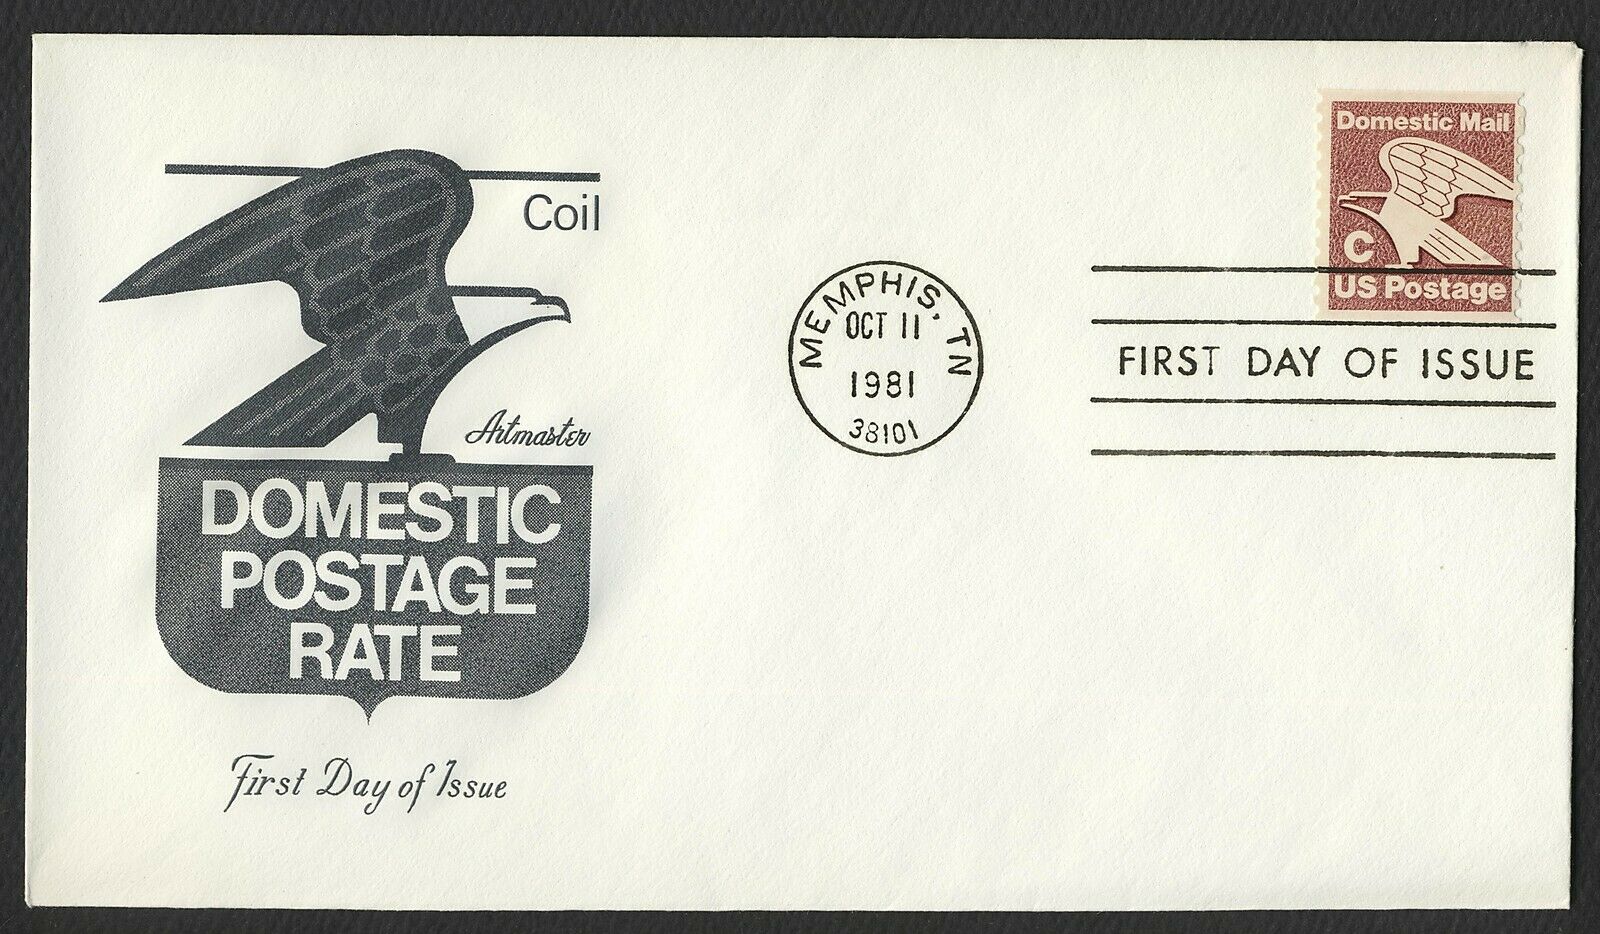 Coil
Artmaster
DOMESTIC
POSTAGE
RATE
First Day of Issue
MEMPHIS, TN
OCT 11
1981
38101
Domestic Mail
C
US Postage
FIRST DAY OF ISSUE